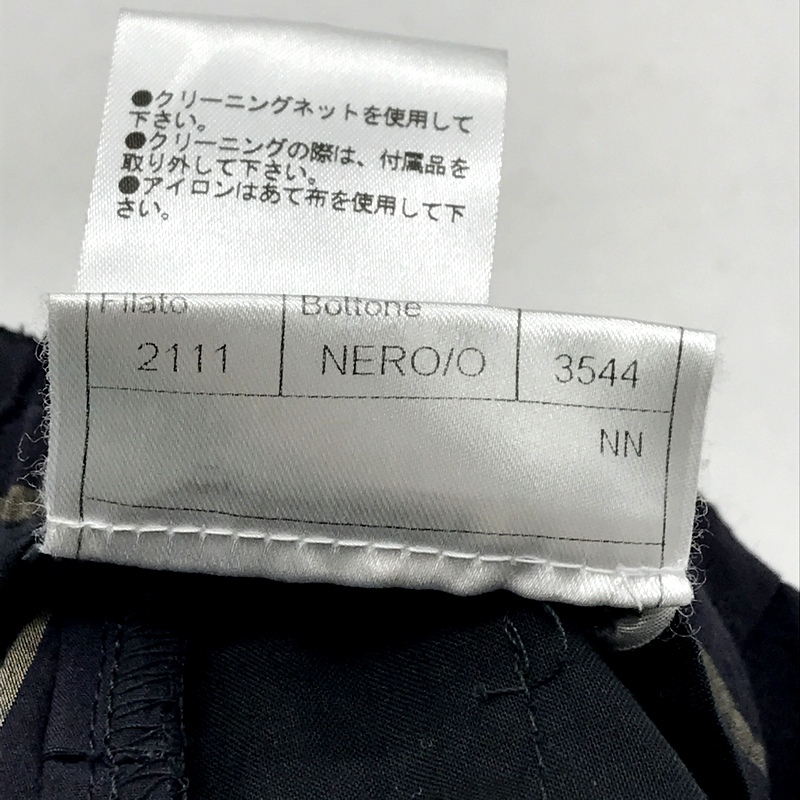 ●クリーニングネットを使用して
下さい。
●クリーニングの際は、付属品を
取り外して下さい。
●アイロンはあて布を使用して下
さい。
Filato Bottone
2111 NERO/O 3544
NN